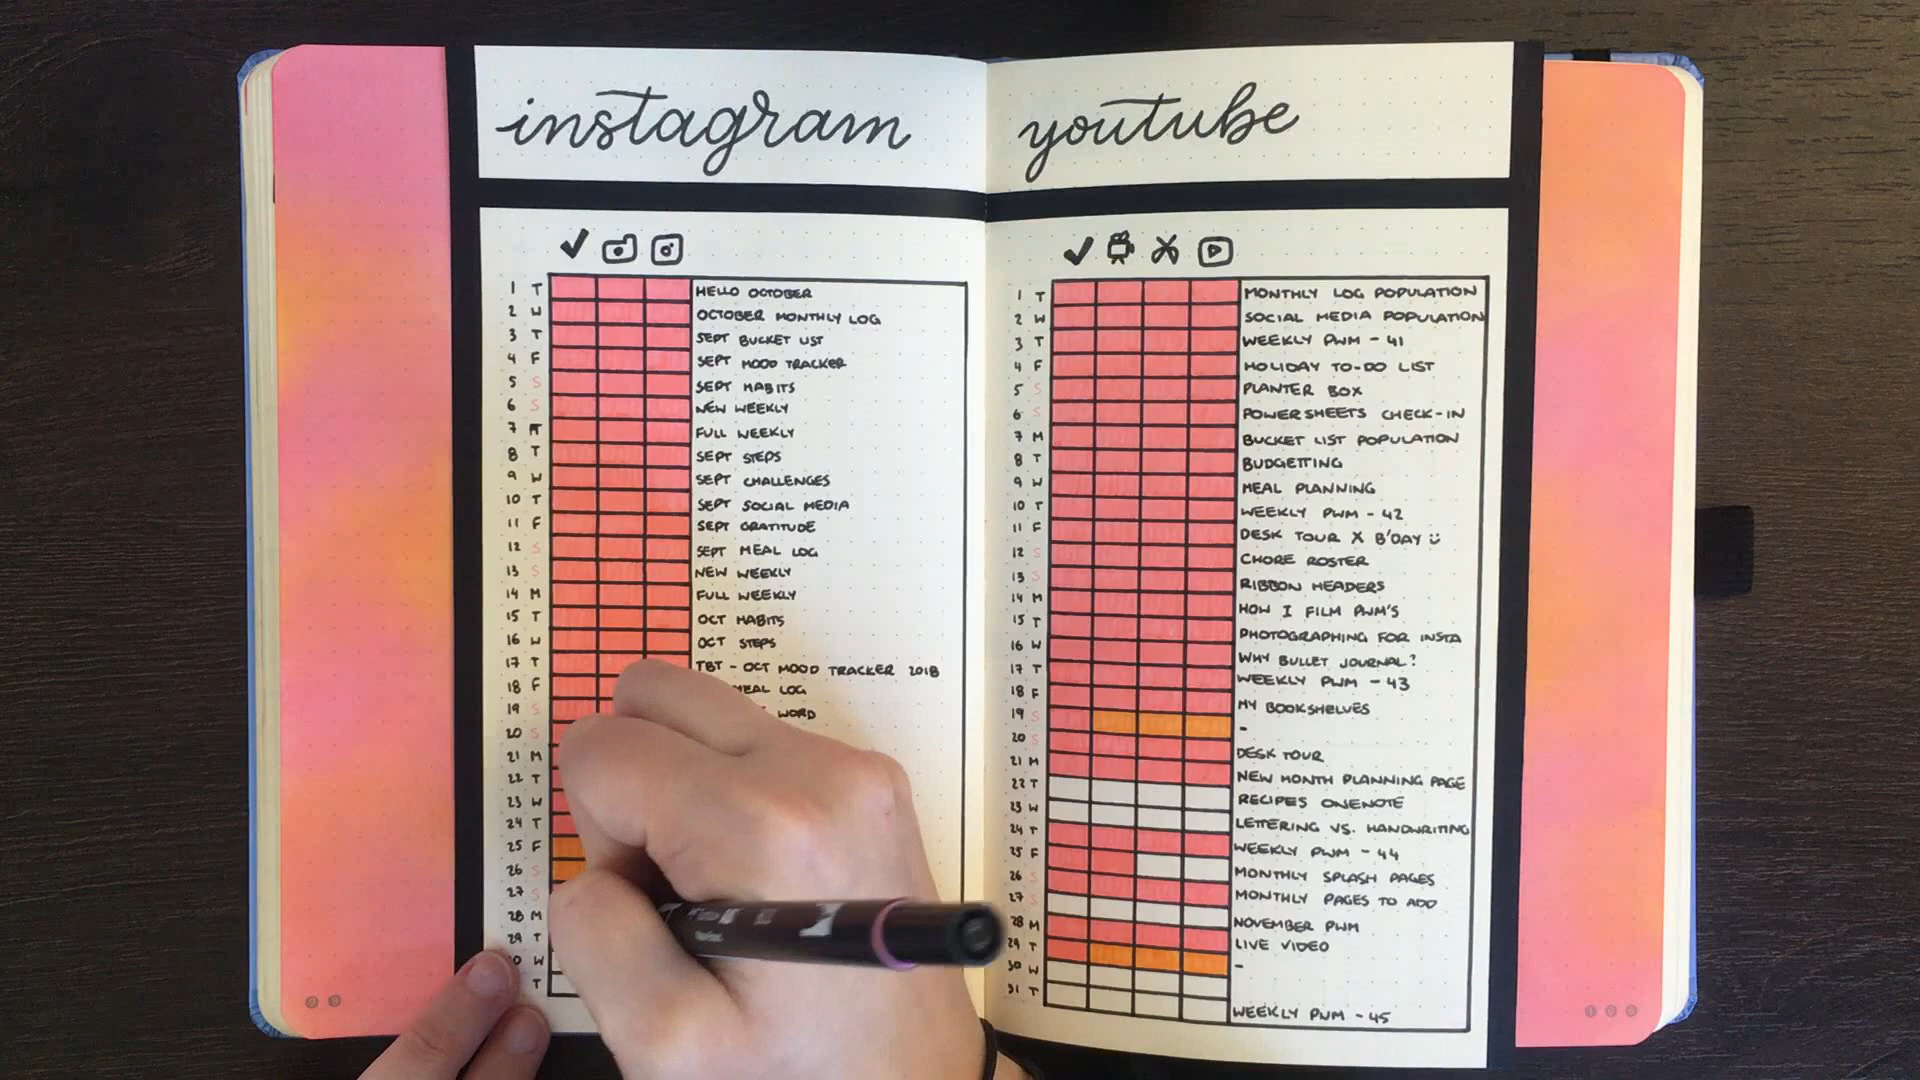 instagram
1 T HELLO OCTOBER
2 W OCTOBER MONTHLY LOG
3 T SEPT BUCKET LIST
4 F SEPT MOOD TRACKER
5 S SEPT HABITS
6 S NEW WEEKLY
7 FULL WEEKLY
8 T SEPT STEPS
9 W SEPT CHALLENGES
10 T SEPT SOCIAL MEDIA
11 F SEPT GRATITUDE
12 S SEPT MEAL LOG
13 S NEW WEEKLY
14 M FULL WEEKLY
15 T OCT HABITS
16 W OCT STEPS
17 T TBT - OCT MOOD TRACKER 2018
18 F MEAL LOG
19 S WORD
20 S
21 M
22 T
23 W
24 T
25 F
26 S
27 S
28 M
29 T
W
T
09
youtube
1 T MONTHLY LOG POPULATION
2 W SOCIAL MEDIA POPULATION
3 T WEEKLY PWM - 41
4 F HOLIDAY TO-DO LIST
5 S PLANTER BOX
6 S POWERSHEETS CHECK-IN
7 M BUCKET LIST POPULATION
8 T BUDGETTING
9 W MEAL PLANNING
10 T WEEKLY PWM - 42
11 F DESK TOUR X B'DAY
12 S CHORE ROSTER
13 S RIBBON HEADERS
14 M HOW I FILM PWM'S
15 T PHOTOGRAPHING FOR INSTA
16 W WHY BULLET JOURNAL?
17 T WEEKLY PWM - 43
18 F MY BOOKSHELVES
19 S -
20 S DESK TOUR
21 M NEW MONTH PLANNING PAGE
22 T RECIPES ONENOTE
23 W LETTERING VS. HANDWRITING
24 T WEEKLY PWM - 44
25 F MONTHLY SPLASH PAGES
26 S MONTHLY PAGES TO ADD
27 S NOVEMBER PWM
28 M LIVE VIDEO
29 T -
30 W
31 T WEEKLY PWM - 45